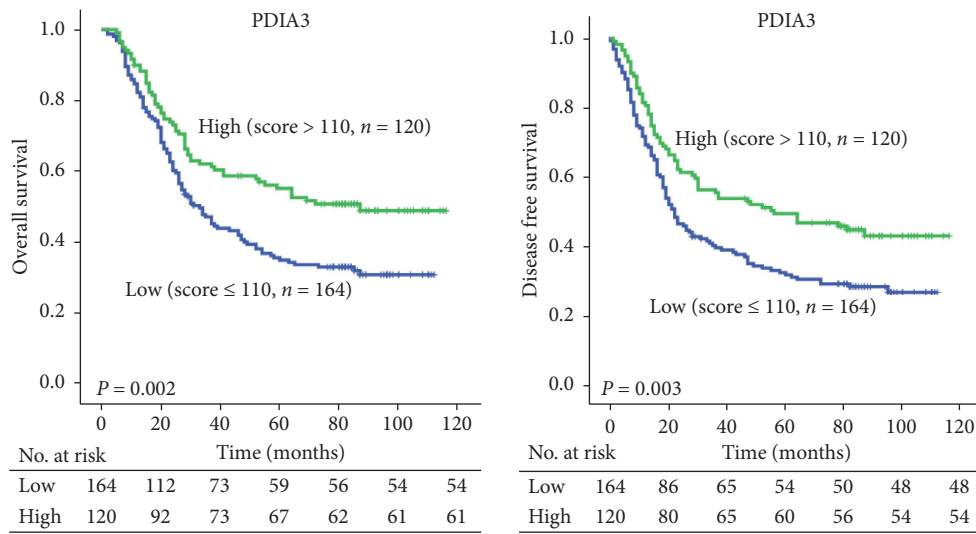 PDIA3
Overall survival
1.0
0.8
0.6
0.4
0.2
0.0
High (score > 110, n = 120)
Low (score ≤ 110, n = 164)
P = 0.002
0 20 40 60 80 100 120
Time (months)
No. at risk
Low 164 112 73 59 56 54 54
High 120 92 73 67 62 61 61
PDIA3
Disease free survival
1.0
0.8
0.6
0.4
0.2
0.0
High (score > 110, n = 120)
Low (score ≤ 110, n = 164)
P = 0.003
0 20 40 60 80 100 120
Time (months)
No. at risk
Low 164 86 65 54 50 48 48
High 120 80 65 60 56 54 54